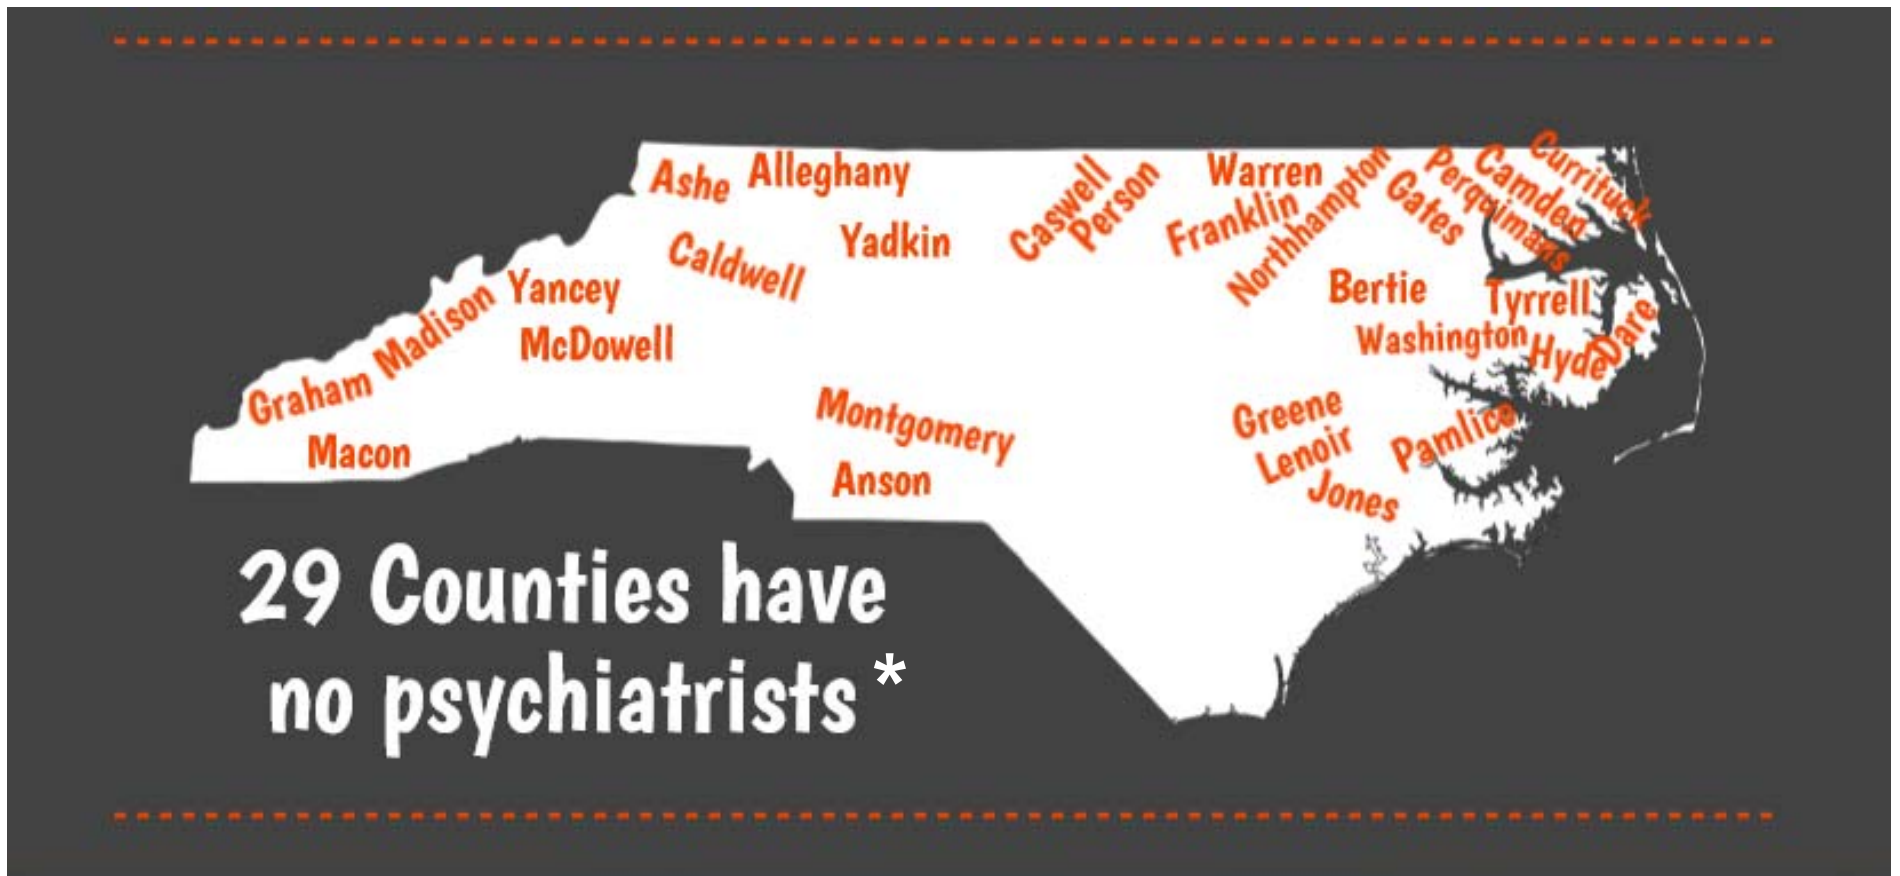 Currituck
Camden
Perquimans
Gates
Ashe
Alleghany
Caswell
Person
Warren
Franklin
Northhampton
Caldwell
Yadkin
Yancey
Madison
McDowell
Bertie
Tyrrell
Washington
Hyde
Dare
Graham
Macon
Montgomery
Anson
Greene
Lenoir
Jones
Pamlico
29 Counties have
no psychiatrists *